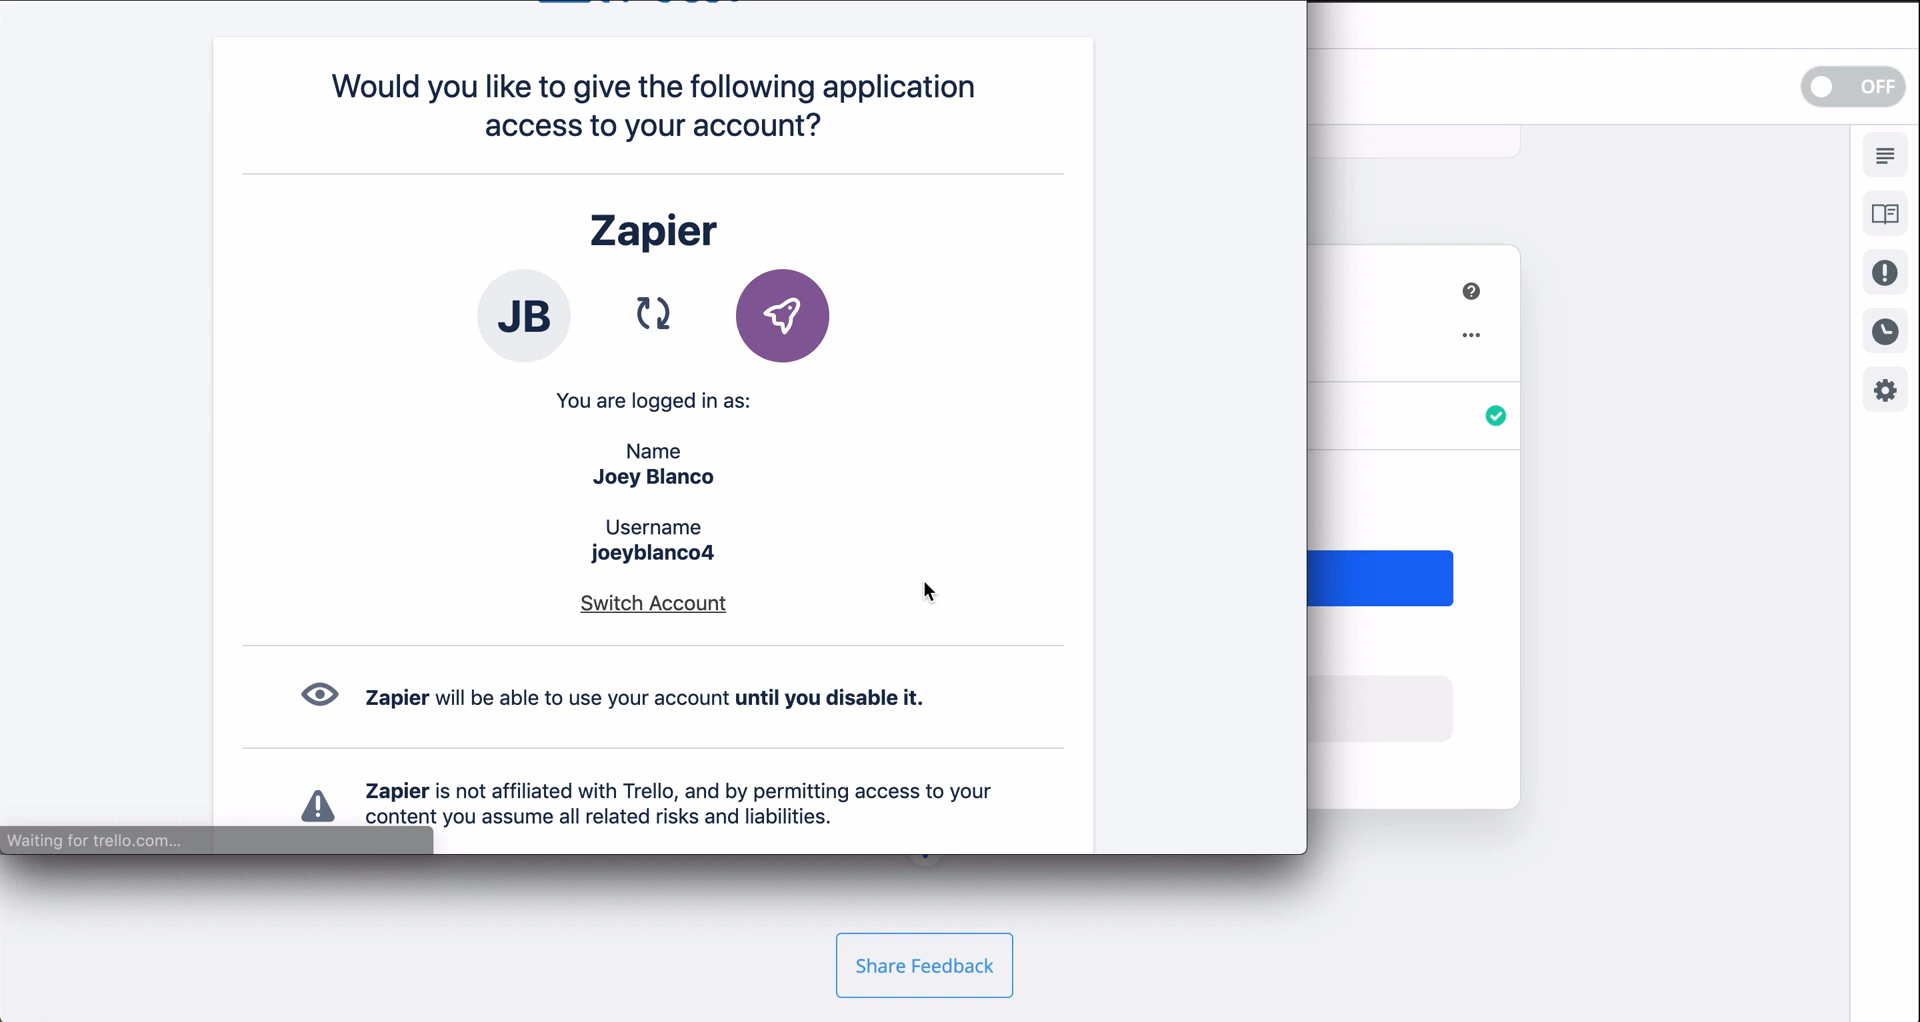 Would you like to give the following application
access to your account?
Zapier
JB
You are logged in as:
Name
Joey Blanco
Username
joeyblanco4
Switch Account
Zapier will be able to use your account until you disable it.
Zapier is not affiliated with Trello, and by permitting access to your
content you assume all related risks and liabilities.
Waiting for trello.com...
OFF
Share Feedback